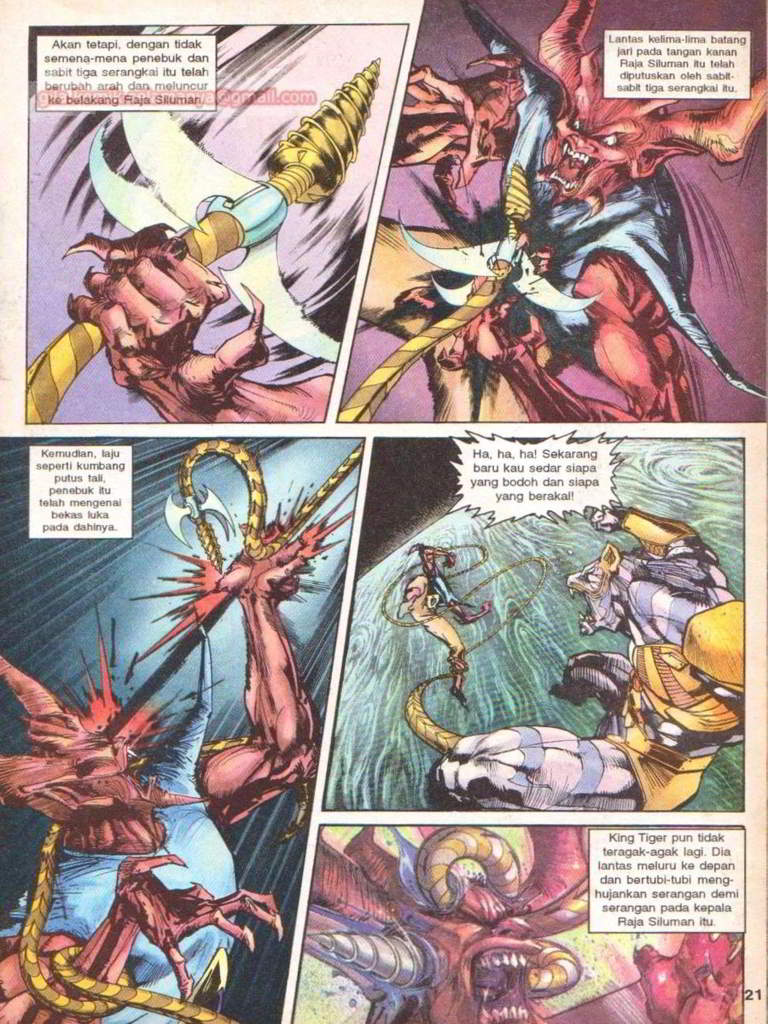 Akan tetapi, dengan tidak
semena-mena penebuk dan
sabit tiga serangkai itu telah
berubah arah dan meluncur
ke belakang Raja Siluman.
@gmail.com
Lantas kelima-lima batang
jari pada tangan kanan
Raja Siluman itu telah
diputuskan oleh sabit-
sabit tiga serangkai itu.
Kemudian, laju
seperti kumbang
putus tali,
penebuk itu
telah mengenai
bekas luka
pada dahinya.
Ha, ha, ha! Sekarang
baru kau sedar siapa
yang bodoh dan siapa
yang berakal!
King Tiger pun tidak
teragak-agak lagi. Dia
lantas meluru ke depan
dan bertubi-tubi meng-
hujankan serangan demi
serangan pada kepala
Raja Siluman itu.
21